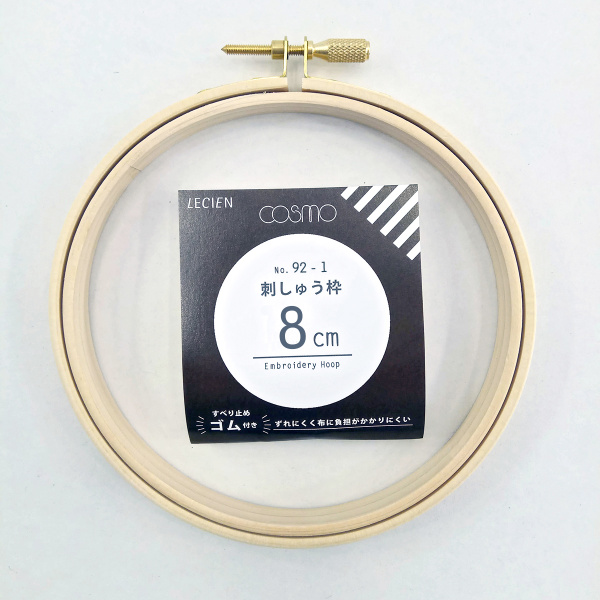 LECIEN
COSMO
No. 92 - 1
刺しゅう枠
8cm
Embroidery Hoop
すべり止め
ゴム付き
ずれにくく布に負担がかかりにくい